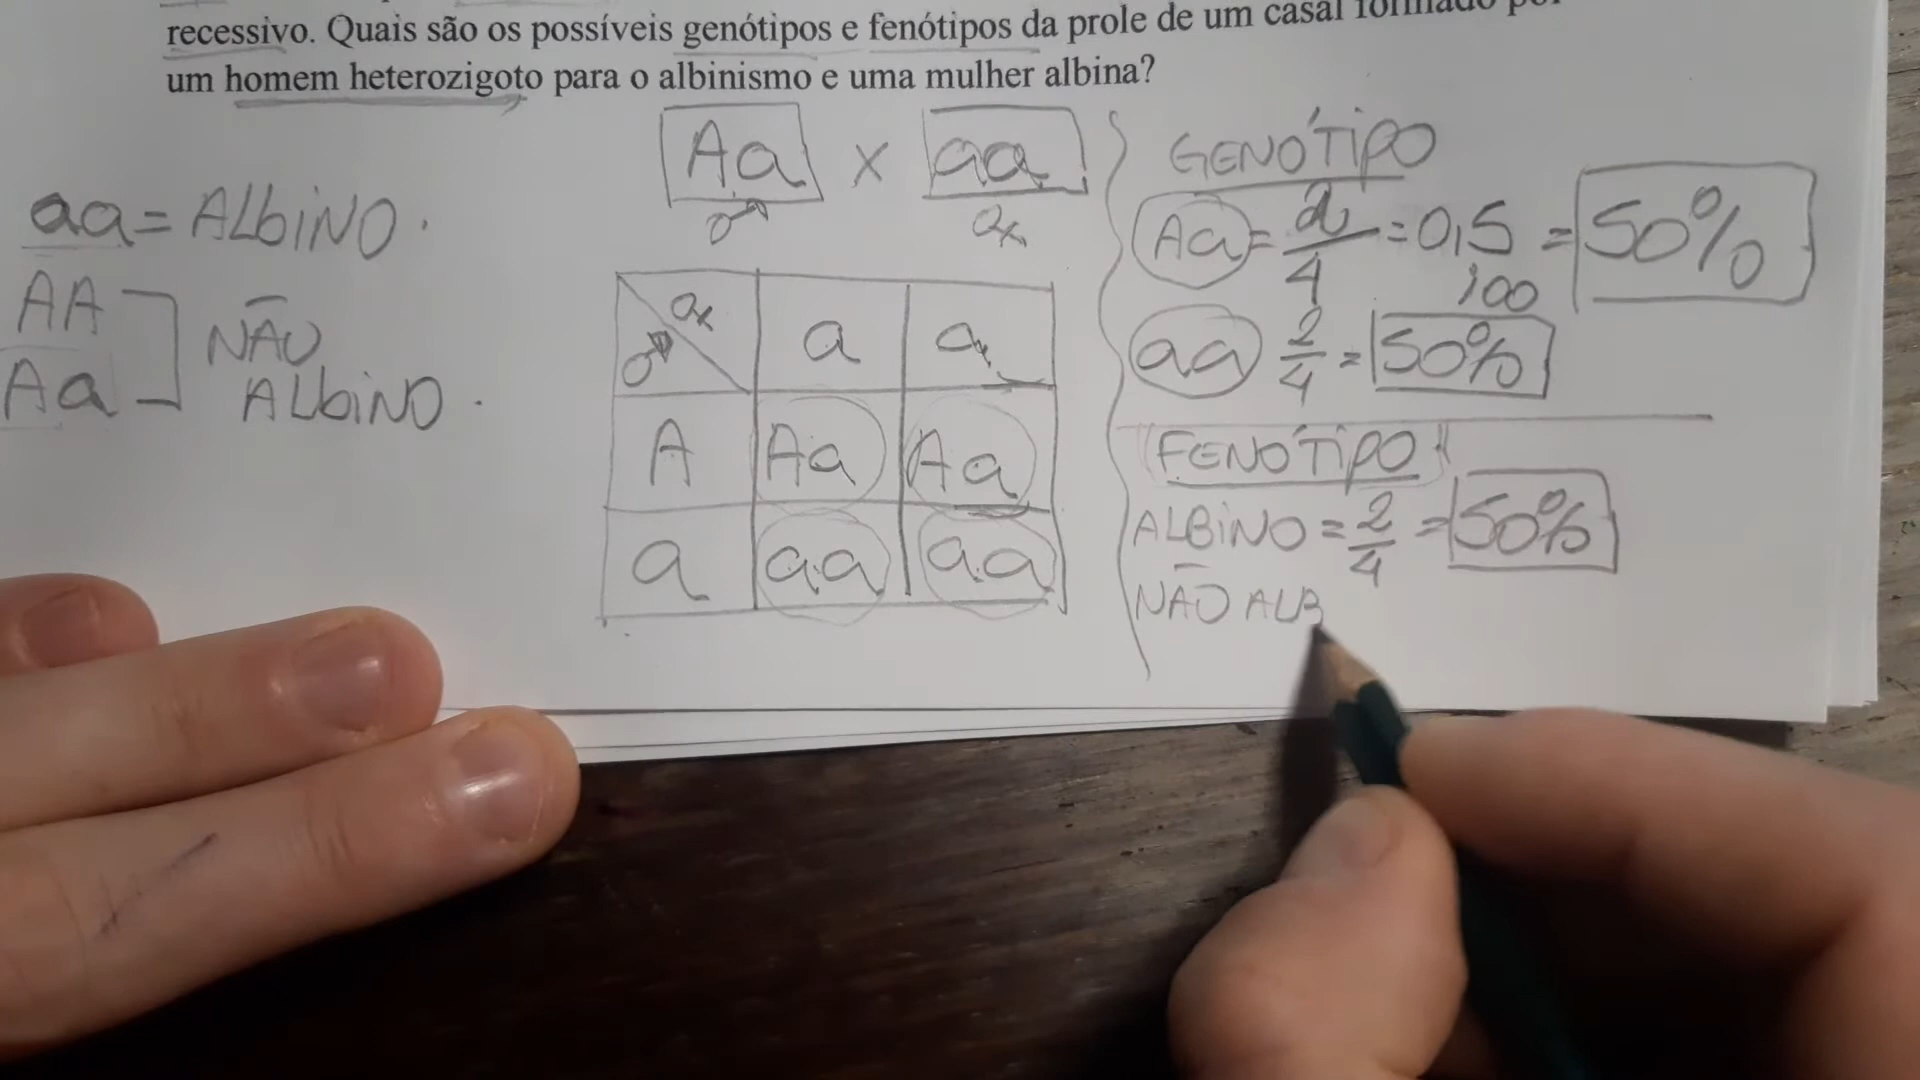 recessivo. Quais são os possíveis genótipos e fenótipos da prole de um casal formado por
um homem heterozigoto para o albinismo e uma mulher albina?
aa = ALBINO.
AA
Aa
NÃO
ALBINO.
Aa x aa
♂ ♀
♂ ♀ a a
A Aa Aa
a aa aa
GENÓTIPO
Aa = 2/4 = 0,5 = 50%
100
aa 2/4 = 50%
FENÓTIPO
ALBINO = 2/4 = 50%
NÃO ALB